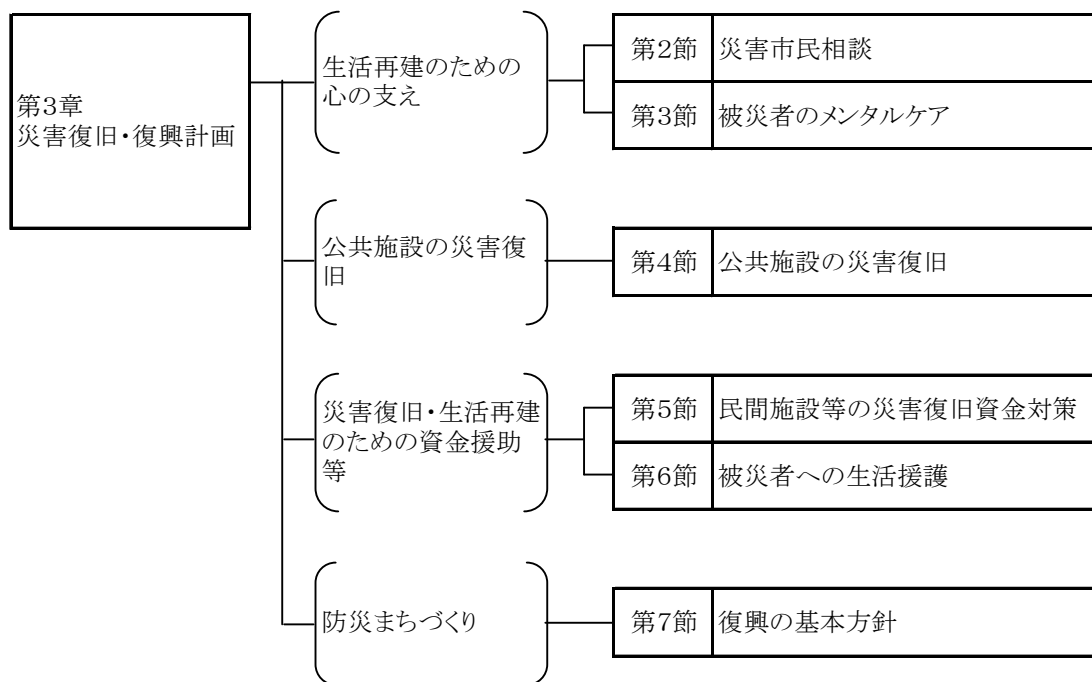 第3章
災害復旧・復興計画
生活再建のための
心の支え
第2節 災害市民相談
第3節 被災者のメンタルケア
公共施設の災害復
旧
第4節 公共施設の災害復旧
災害復旧・生活再建
のための資金援助
等
第5節 民間施設等の災害復旧資金対策
第6節 被災者への生活援護
防災まちづくり
第7節 復興の基本方針